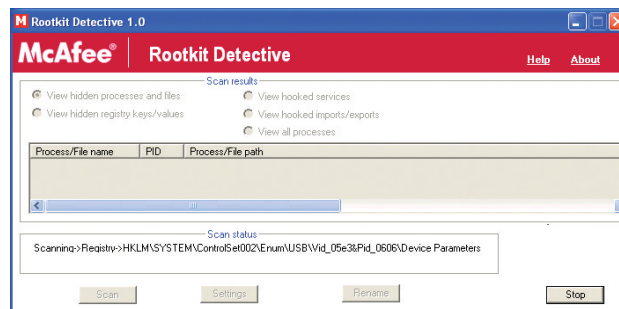 M Rootkit Detective 1.0
McAfee® Rootkit Detective
Help About
Scan results
View hidden processes and files View hooked services
View hidden registry keys/values View hooked imports/exports
View all processes
Process/File name PID Process/File path
Scan status
Scanning->Registry->HKLM\SYSTEM\ControlSet002\Enum\USB\Vid_05e3&Pid_0606\Device Parameters
Scan Settings Rename Stop